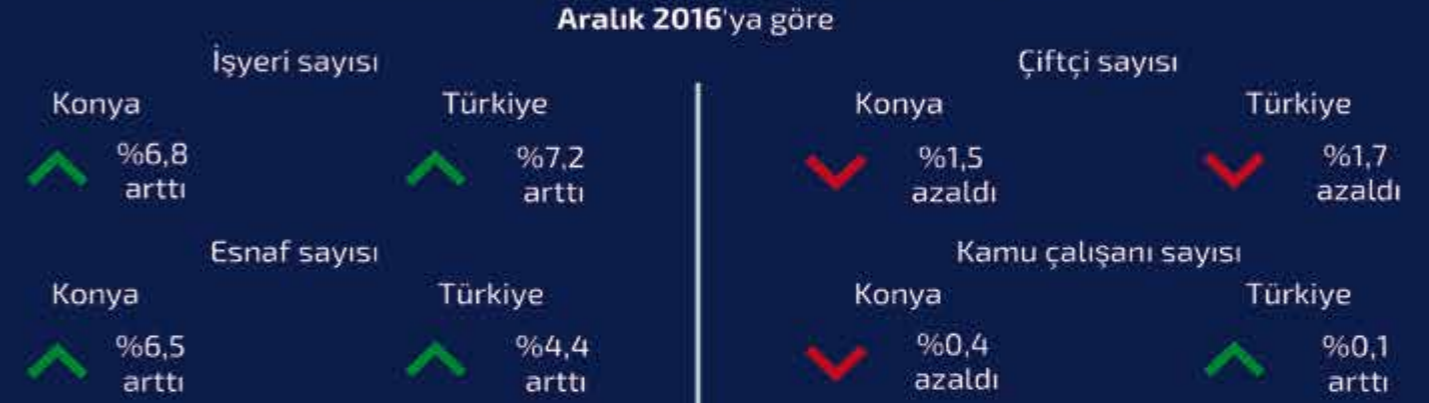 Aralık 2016'ya göre
İşyeri sayısı
Konya
Türkiye
%6,8
arttı
%7,2
arttı
Esnaf sayısı
Konya
Türkiye
%6,5
arttı
%4,4
arttı
Çiftçi sayısı
Konya
Türkiye
%1,5
azaldı
%1,7
azaldı
Kamu çalışanı sayısı
Konya
Türkiye
%0,4
azaldı
%0,1
arttı